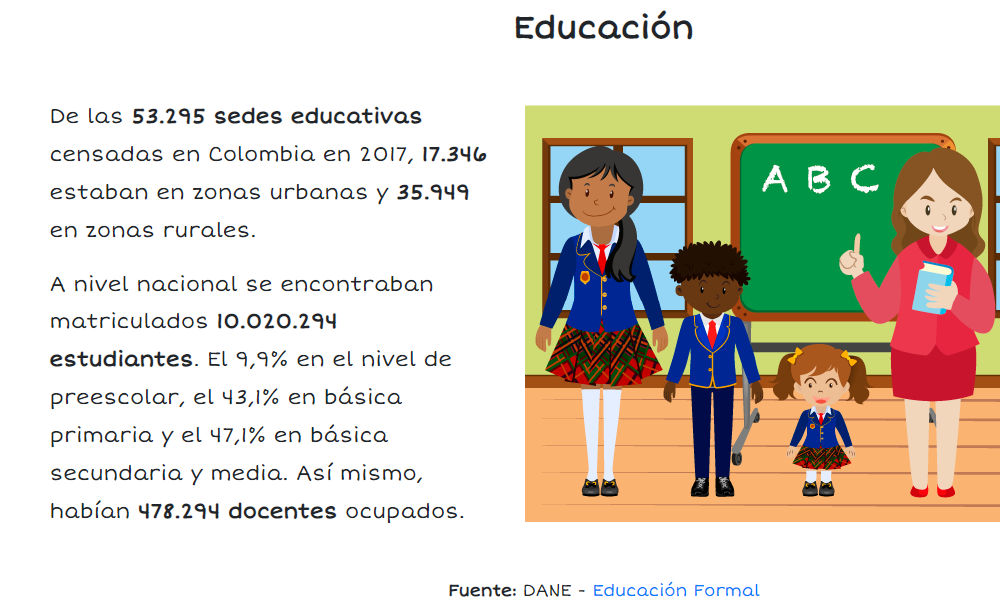 Educación
De las 53.295 sedes educativas
censadas en Colombia en 2017, 17.346
estaban en zonas urbanas y 35.949
en zonas rurales.
A nivel nacional se encontraban
matriculados 10.020.294
estudiantes. El 9,9% en el nivel de
preescolar, el 43,1% en básica
primaria y el 47,1% en básica
secundaria y media. Así mismo,
habían 478.294 docentes ocupados.
A B C
Fuente: DANE - Educación Formal